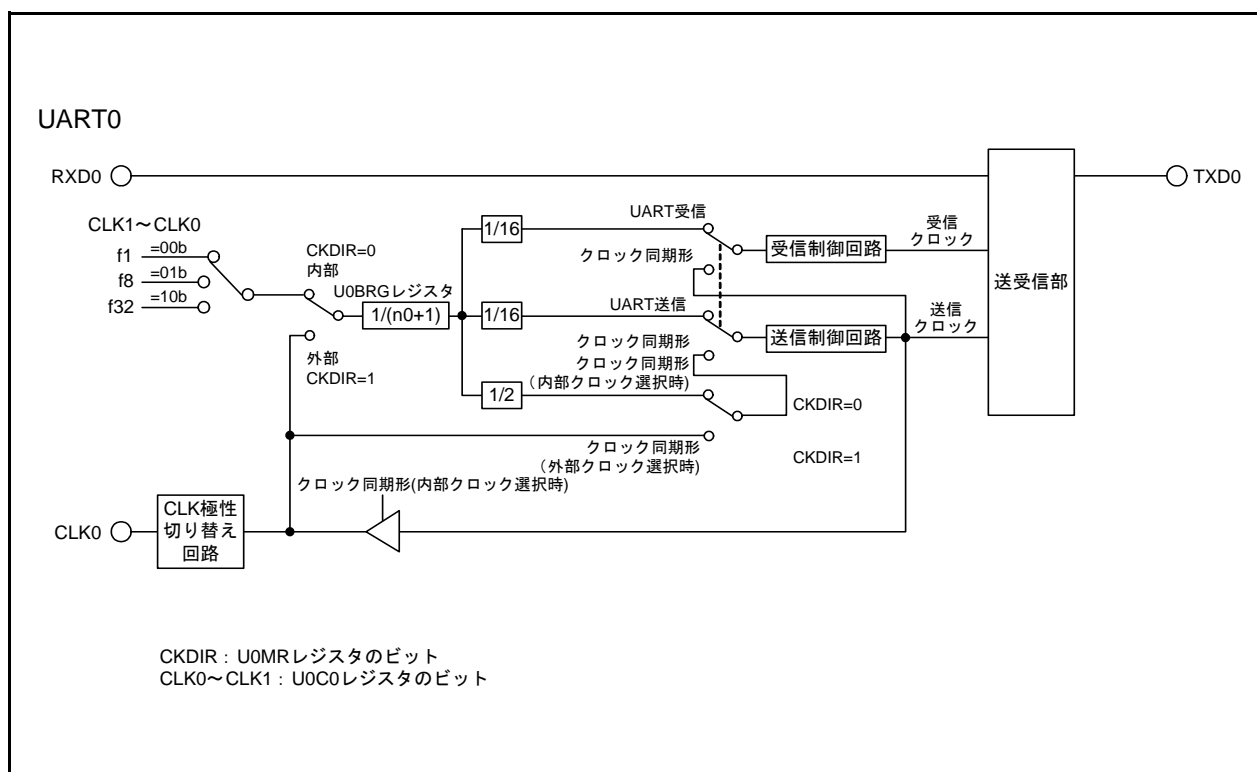 UART0
RXD0
TXD0
CLK1～CLK0
f1 =00b
f8 =01b
f32 =10b
CKDIR=0
内部
U0BRGレジスタ
1/(n0+1)
外部
CKDIR=1
1/16
UART受信
クロック同期形
受信制御回路
受信
クロック
送受信部
1/16
UART送信
クロック同期形
送信制御回路
送信
クロック
クロック同期形
（内部クロック選択時）
1/2
CKDIR=0
クロック同期形
（外部クロック選択時）
CKDIR=1
クロック同期形(内部クロック選択時)
CLK0
CLK極性
切り替え
回路
CKDIR : U0MRレジスタのビット
CLK0～CLK1 : U0C0レジスタのビット